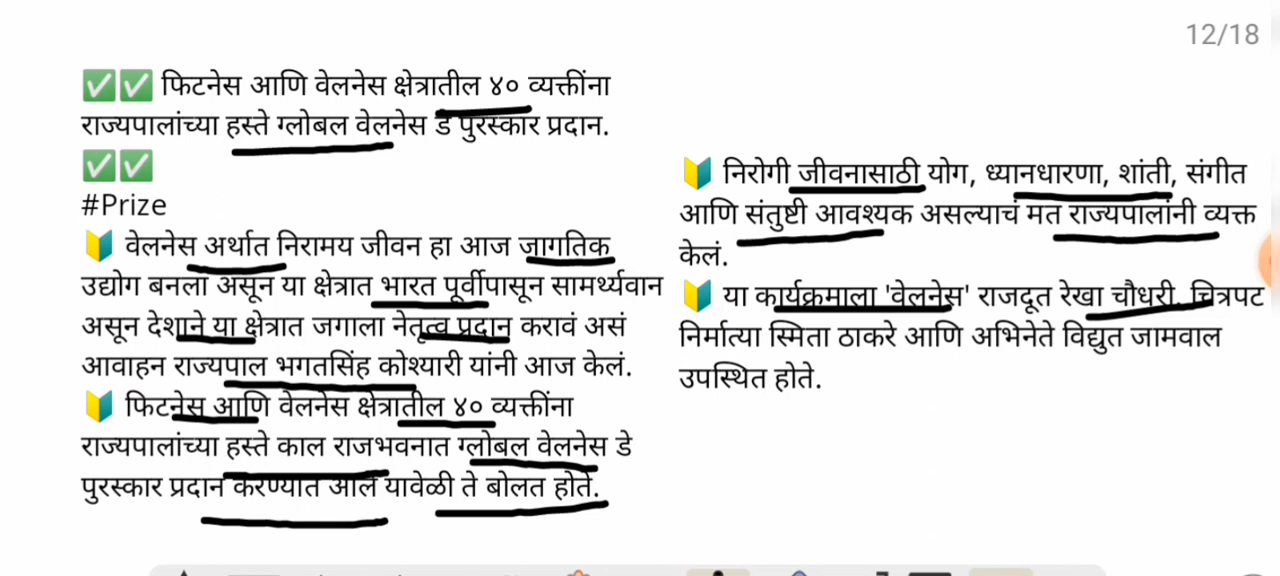 12/18
✅✅ फिटनेस आणि वेलनेस क्षेत्रातील ४० व्यक्तींना
राज्यपालांच्या हस्ते ग्लोबल वेलनेस डे पुरस्कार प्रदान.
✅✅
#Prize
🔰 वेलनेस अर्थात निरामय जीवन हा आज जागतिक
उद्योग बनला असून या क्षेत्रात भारत पूर्वीपासून सामर्थ्यवान
असून देशाने या क्षेत्रात जगाला नेतृत्व प्रदान करावं असं
आवाहन राज्यपाल भगतसिंह कोश्यारी यांनी आज केलं.
🔰 फिटनेस आणि वेलनेस क्षेत्रातील ४० व्यक्तींना
राज्यपालांच्या हस्ते काल राजभवनात ग्लोबल वेलनेस डे
पुरस्कार प्रदान करण्यात आले यावेळी ते बोलत होते.
🔰 निरोगी जीवनासाठी योग, ध्यानधारणा, शांती, संगीत
आणि संतुष्टी आवश्यक असल्याचं मत राज्यपालांनी व्यक्त
केलं.
🔰 या कार्यक्रमाला 'वेलनेस' राजदूत रेखा चौधरी, चित्रपट
निर्मात्या स्मिता ठाकरे आणि अभिनेते विद्युत जामवाल
उपस्थित होते.